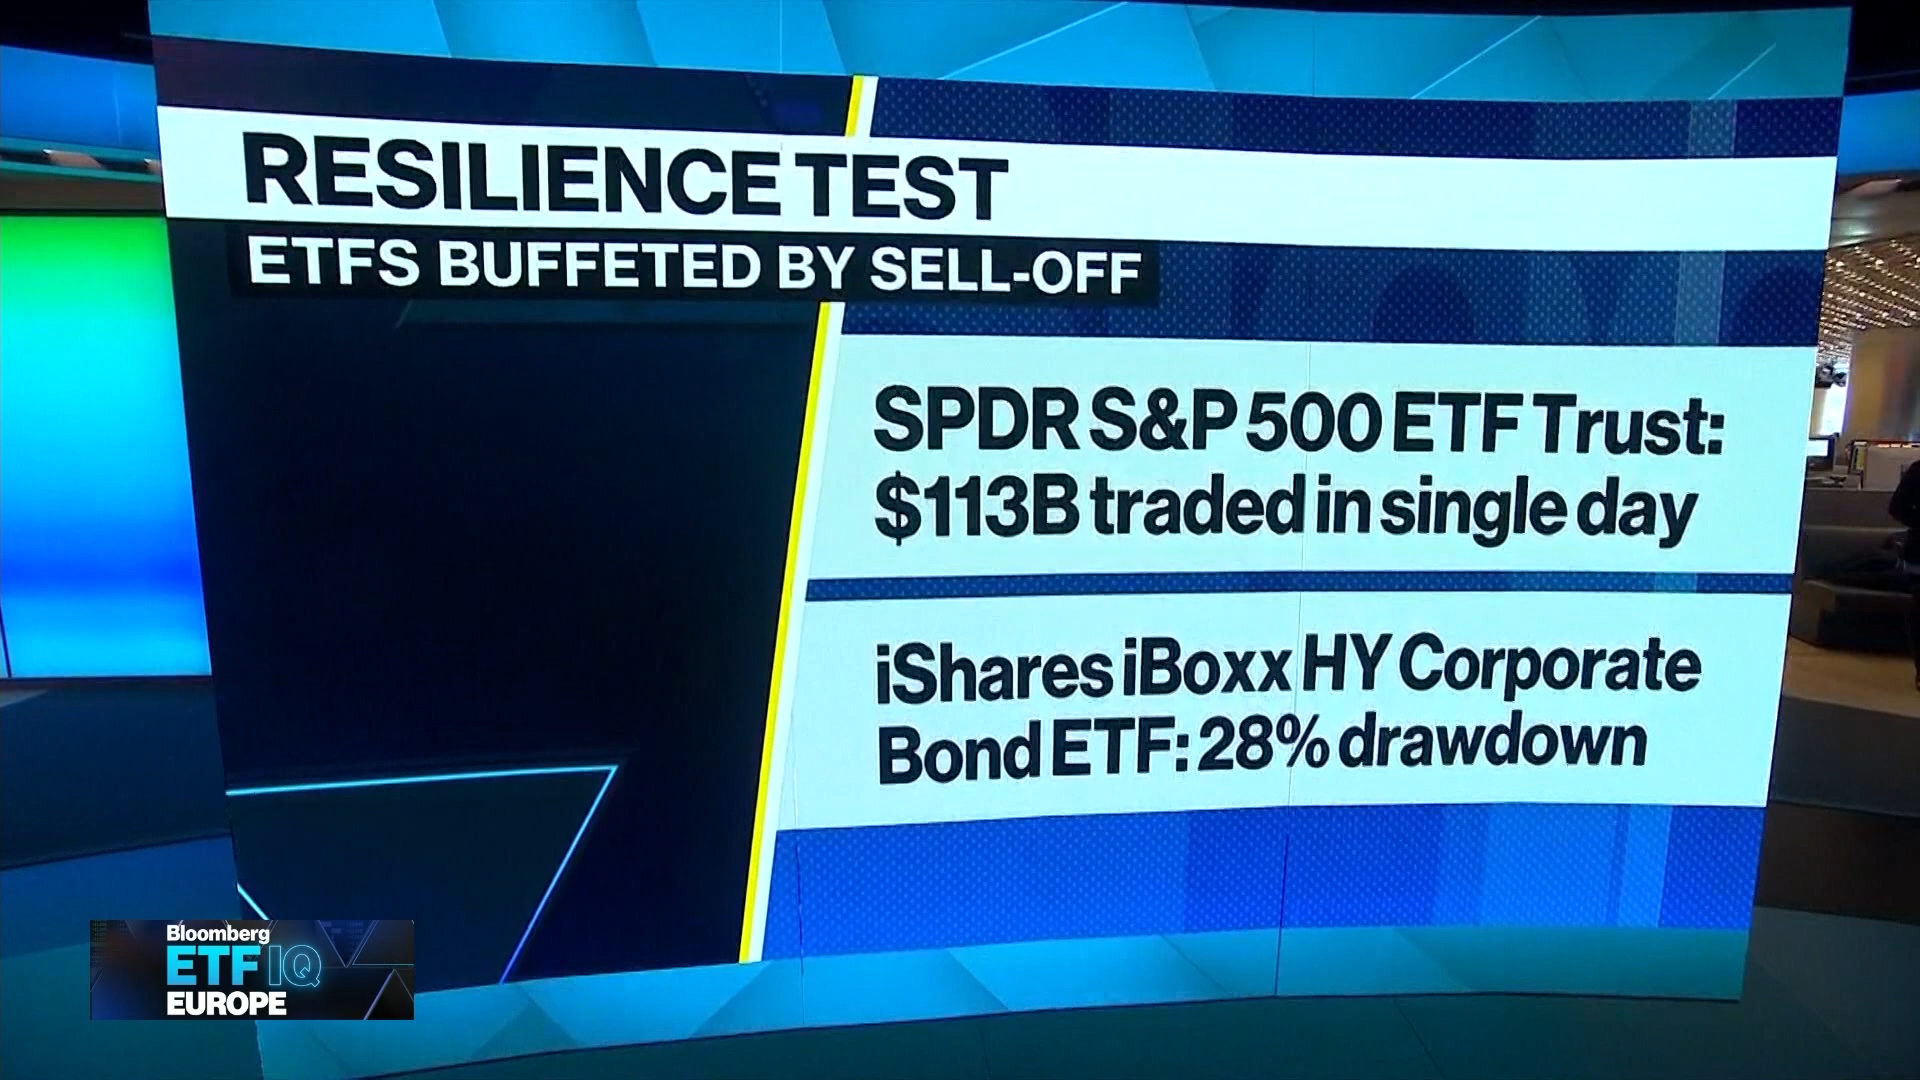 RESILIENCE TEST
ETFS BUFFETED BY SELL-OFF
SPDR S&P 500 ETF Trust:
$113B traded in single day
iShares iBoxx HY Corporate
Bond ETF: 28% drawdown
Bloomberg
ETF IQ
EUROPE